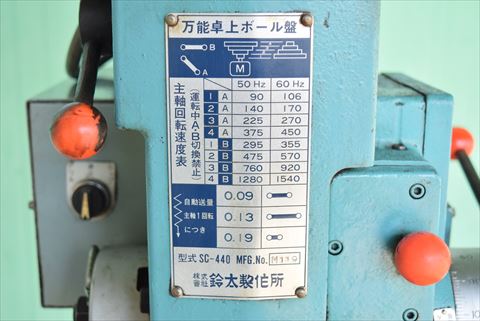 万能卓上ボール盤
B
A
M
主軸回転速度表
(運転中A·B切換禁止)
50 Hz 60 Hz
1 A 90 106
2 A 140 170
3 A 225 270
4 A 375 450
1 B 295 355
2 B 475 570
3 B 760 920
4 B 1280 1540
自動送量
主軸1回転
につき
0.09
0.13
0.19
型式 SG-440 MFG.No.
株式会社 鈴太製作所